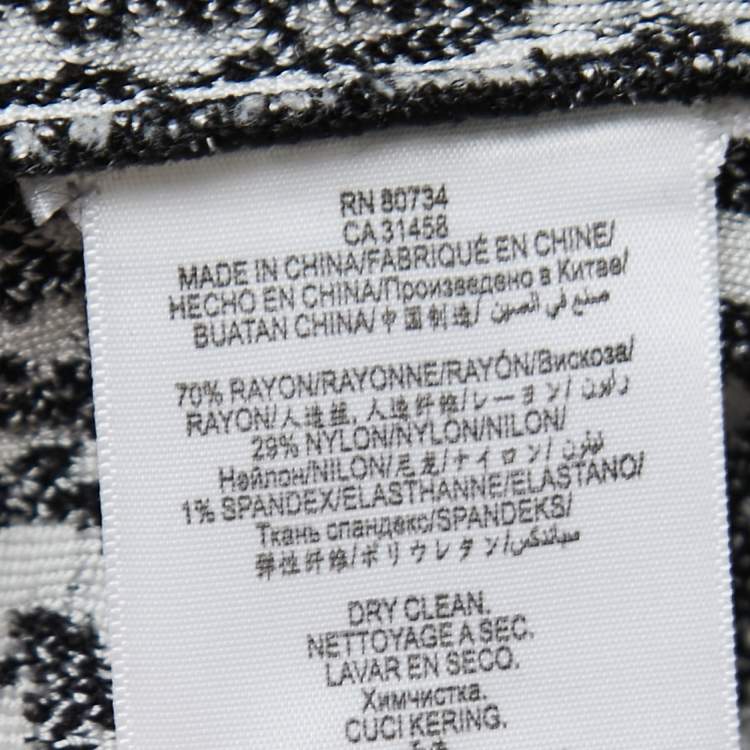 RN 80734
CA 31458
MADE IN CHINA/FABRIQUÉ EN CHINE/
HECHO EN CHINA/Произведено в Китае/
BUATAN CHINA/中国制造/ صنع في الصين/
70% RAYON/RAYONNE/RAYÓN/Вискоза/
RAYON/人造丝, 人造纤维/レーヨン/ رايون/
29% NYLON/NYLON/NILON/
Нейлон/NILON/尼龙/ナイロン/ نيلون/
1% SPANDEX/ELASTHANNE/ELASTANO/
Ткань спандекс/SPANDEKS/
弹性纤维/ポリウレタン/سباندكس/
DRY CLEAN.
NETTOYAGE A SEC.
LAVAR EN SECO.
Химчистка.
CUCI KERING.